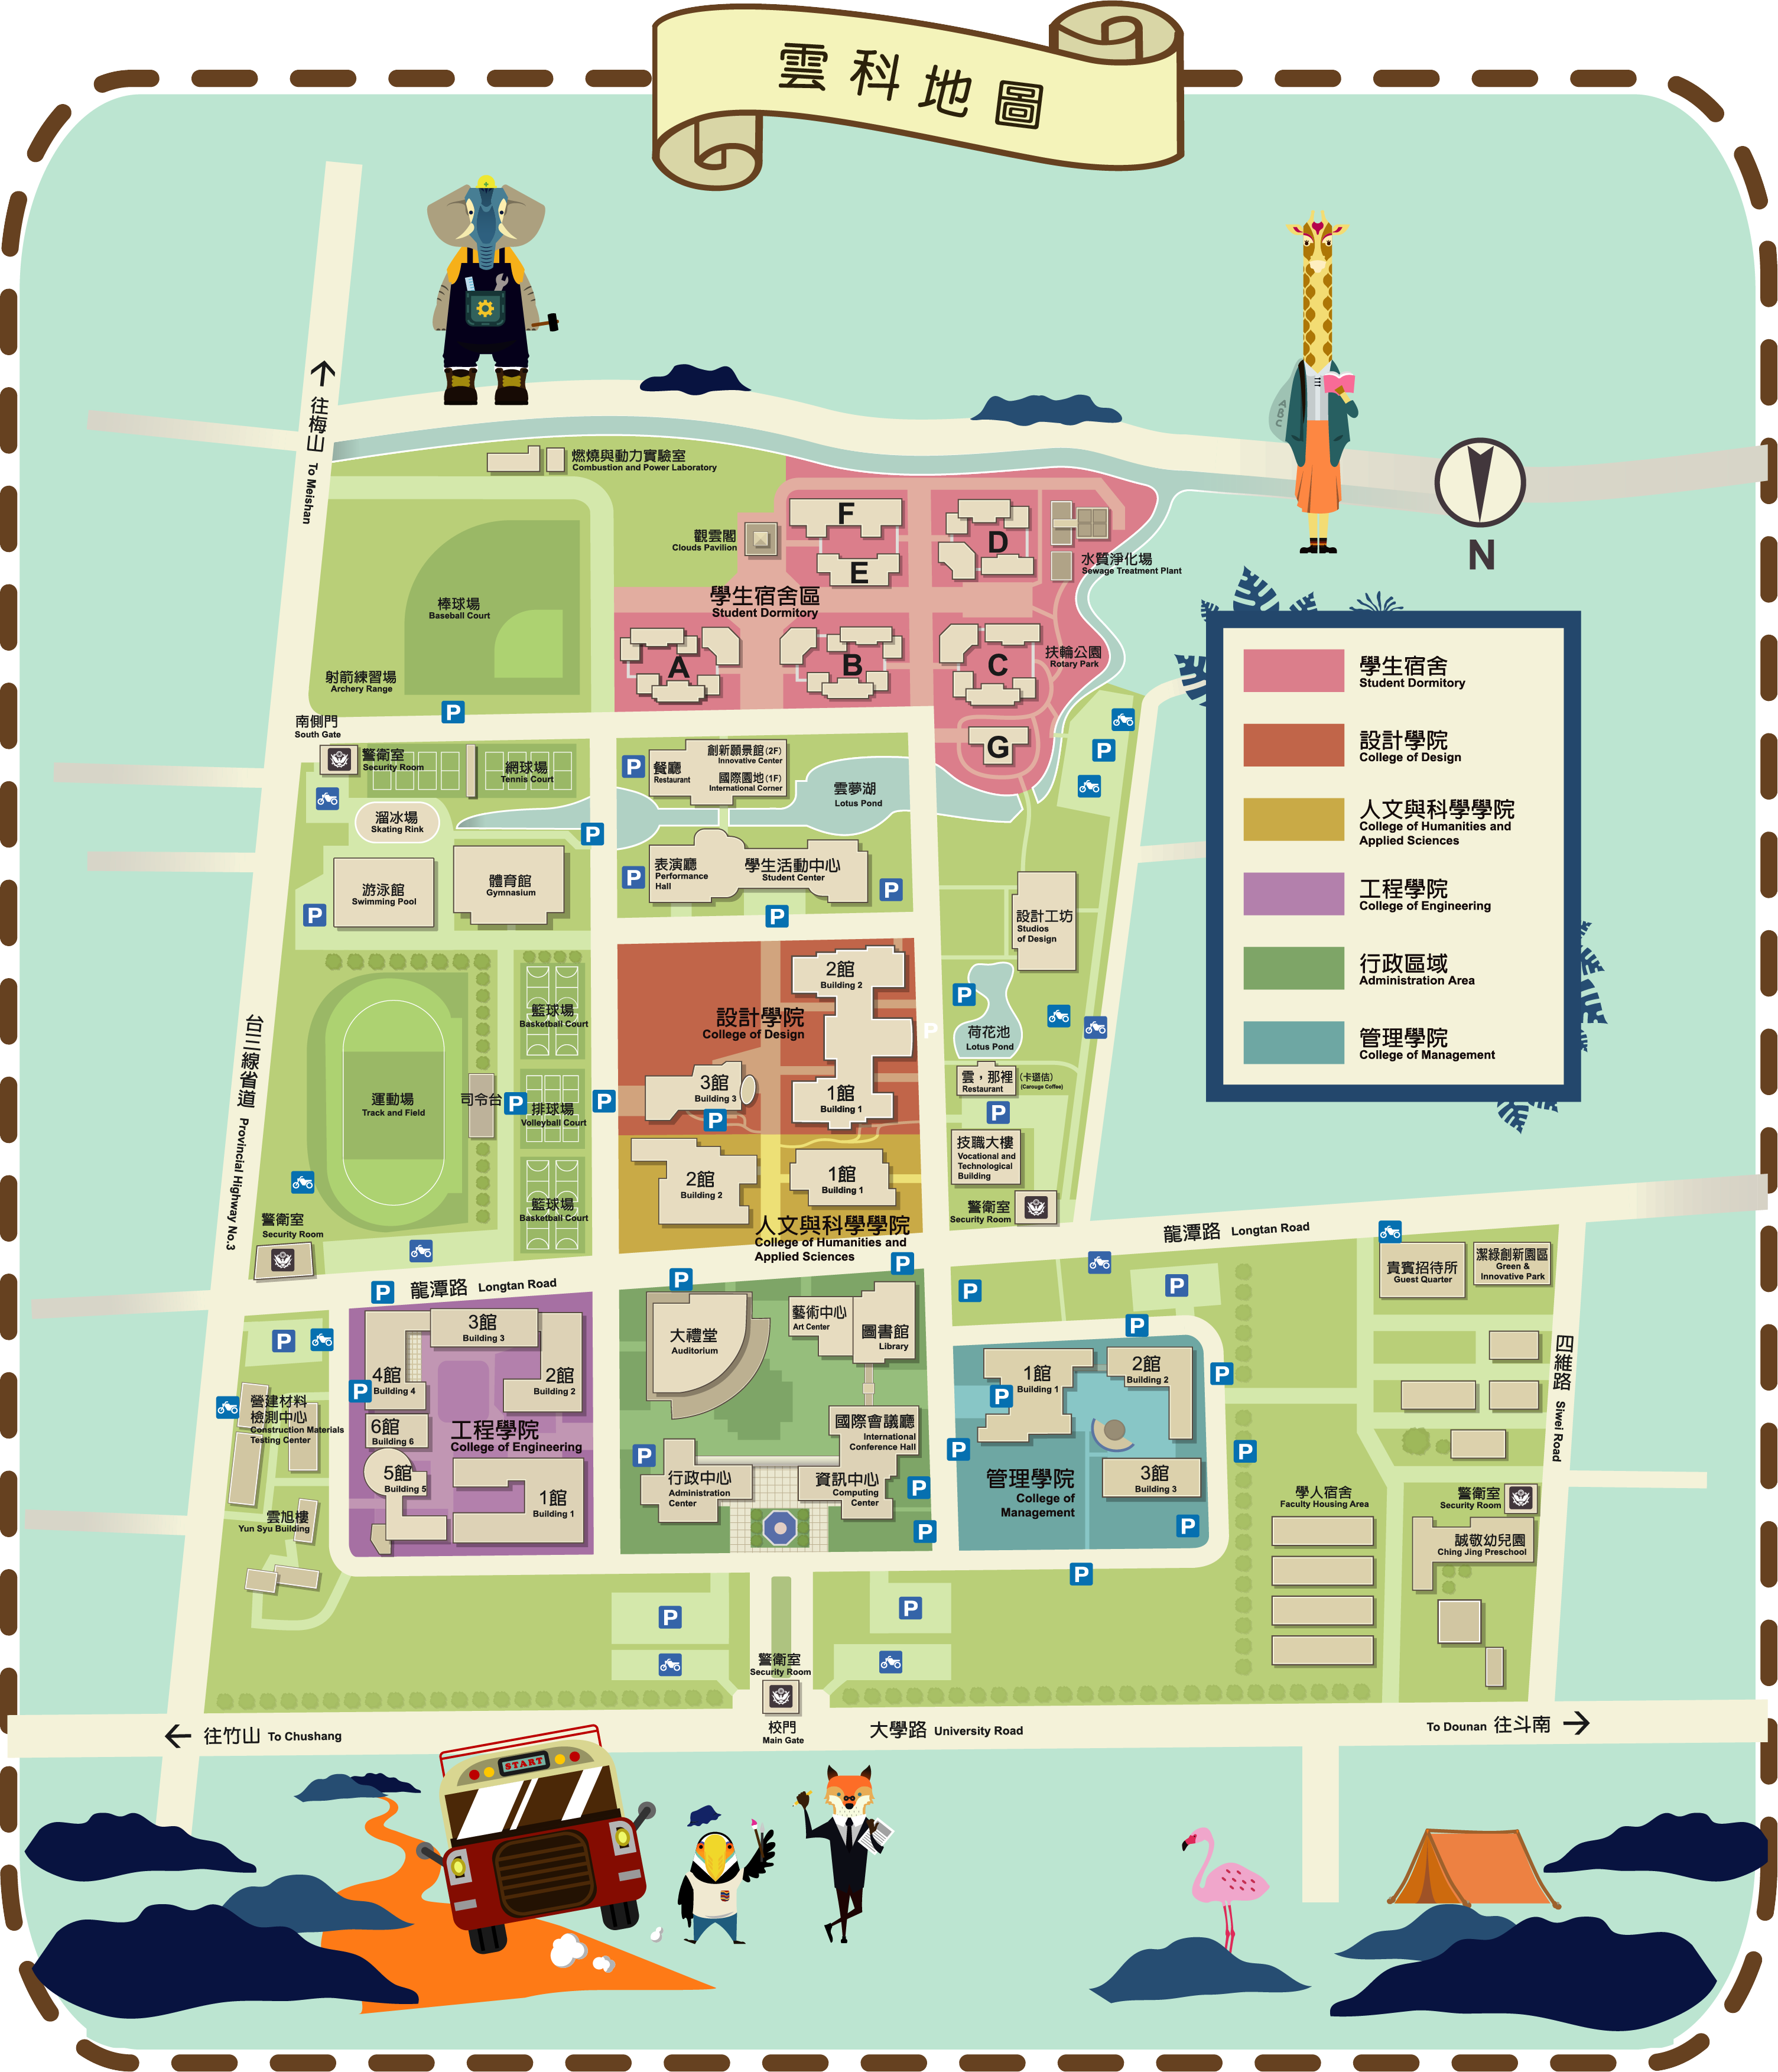 雲科地圖
往梅山 To Meishan
燃燒與動力實驗室
Combustion and Power Laboratory
觀雲閣
Clouds Pavilion
F
E
D
水質淨化場
Sewage Treatment Plant
N
ABC
學生宿舍區
Student Dormitory
棒球場
Baseball Court
射箭練習場
Archery Range
A
B
C
扶輪公園
Rotary Park
G
P
南側門
South Gate
警衛室
Security Room
網球場
Tennis Court
溜冰場
Skating Rink
P
餐廳
Restaurant
創新願景館(2F)
Innovative Center
國際園地(1F)
International Corner
雲夢湖
Lotus Pond
P
P
游泳館
Swimming Pool
體育館
Gymnasium
P
表演廳
Performance
Hall
學生活動中心
Student Center
P
P
P
設計工坊
Studios
of Design
學生宿舍
Student Dormitory
設計學院
College of Design
人文與科學學院
College of Humanities and
Applied Sciences
工程學院
College of Engineering
行政區域
Administration Area
管理學院
College of Management
台三線省道 Provincial Highway No.3
籃球場
Basketball Court
運動場
Track and Field
司令台
P
排球場
Volleyball Court
P
籃球場
Basketball Court
設計學院
College of Design
2館
Building 2
3館
Building 3
P
1館
Building 1
P
P
荷花池
Lotus Pond
雲，那裡
Restaurant
(卡瑪佶)
(Carouge Coffee)
P
技職大樓
Vocational and
Technological
Building
警衛室
Security Room
2館
Building 2
1館
Building 1
人文與科學學院
College of Humanities and
Applied Sciences
警衛室
Security Room
龍潭路 Longtan Road
龍潭路 Longtan Road
P
P
P
P
P
P
P
3館
Building 3
4館
Building 4
P
2館
Building 2
6館
Building 6
工程學院
College of Engineering
5館
Building 5
1館
Building 1
營建材料
檢測中心
Construction Materials
Testing Center
雲旭樓
Yun Syu Building
大禮堂
Auditorium
藝術中心
Art Center
圖書館
Library
國際會議廳
International
Conference Hall
P
行政中心
Administration
Center
資訊中心
Computing
Center
P
P
P
1館
Building 1
P
2館
Building 2
P
P
P
管理學院
College of
Management
3館
Building 3
P
P
貴賓招待所
Guest Quarter
潔綠創新園區
Green &
Innovative Park
四維路 Siwei Road
學人宿舍
Faculty Housing Area
警衛室
Security Room
誠敬幼兒園
Ching Jing Preschool
P
P
警衛室
Security Room
校門
Main Gate
往竹山 To Chushang
大學路 University Road
To Dounan 往斗南
START